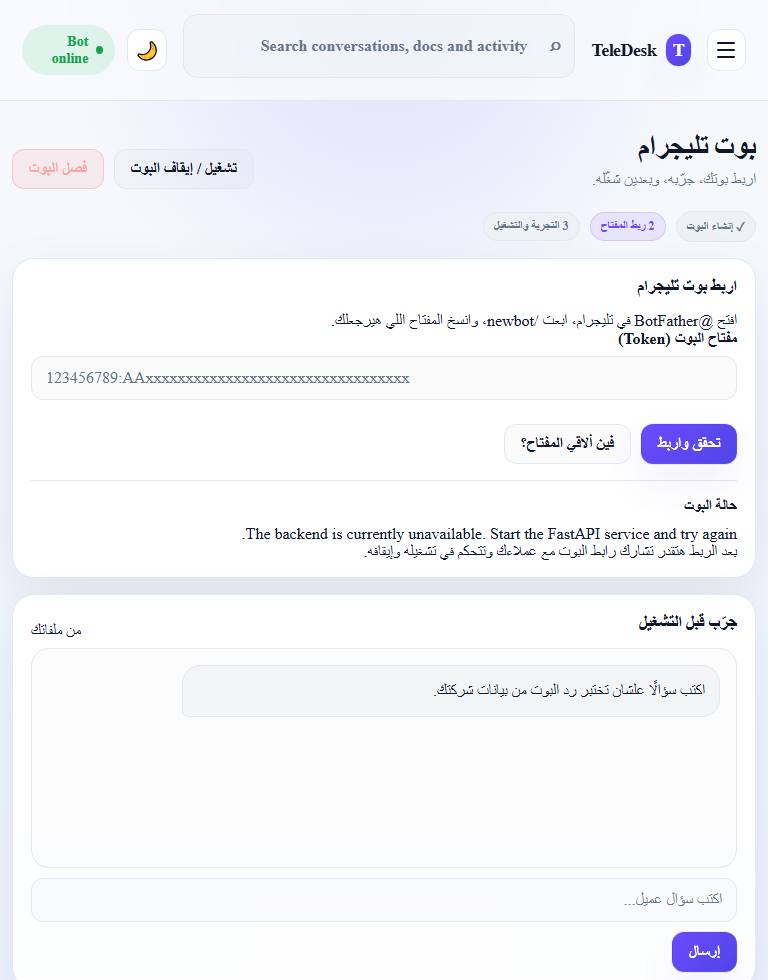 T TeleDesk
Search conversations, docs and activity
Bot
online
بوت تليجرام
اربط بوتك، جرّبه، وبعدين شغّله.
تشغيل / إيقاف البوت
فصل البوت
✓ إنشاء البوت
2 ربط المفتاح
3 التجربة والتشغيل
اربط بوت تليجرام
افتح @BotFather في تليجرام، ابعت /newbot، وانسخ المفتاح اللي هيرجعلك.
مفتاح البوت (Token)
123456789:AAxxxxxxxxxxxxxxxxxxxxxxxxxxxxxxxxx
تحقق واربط
فين ألاقي المفتاح؟
حالة البوت
The backend is currently unavailable. Start the FastAPI service and try again.
بعد الربط هتقدر تشارك رابط البوت مع عملاءك وتتحكم في تشغيله وإيقافه.
جرّب قبل التشغيل
من ملفاتك
اكتب سؤالًا علشان تختبر رد البوت من بيانات شركتك.
اكتب سؤال عميل...
إرسال